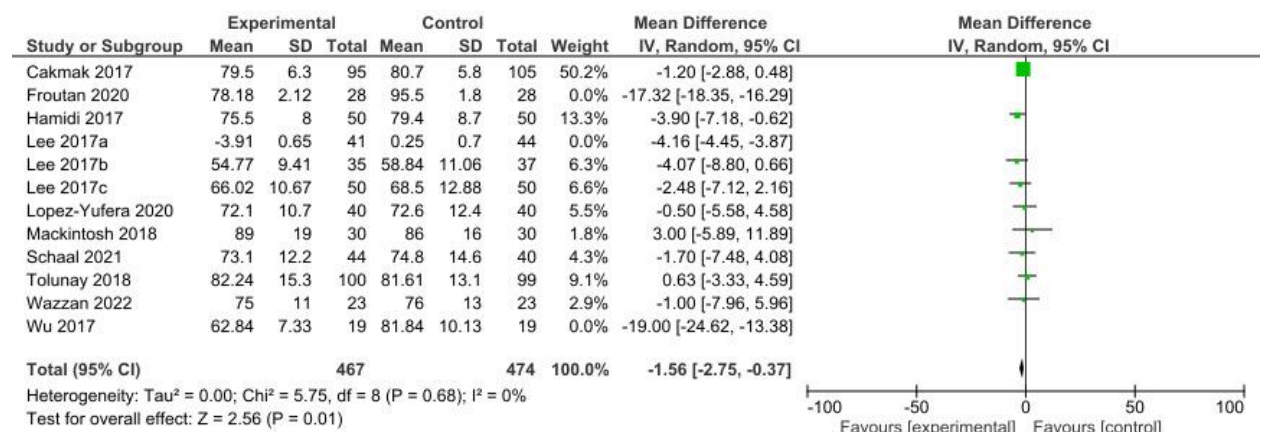 Experimental Control Mean Difference Mean Difference
Study or Subgroup Mean SD Total Mean SD Total Weight IV, Random, 95% CI IV, Random, 95% CI
Cakmak 2017 79.5 6.3 95 80.7 5.8 105 50.2% -1.20 [-2.88, 0.48]
Froutan 2020 78.18 2.12 28 95.5 1.8 28 0.0% -17.32 [-18.35, -16.29]
Hamidi 2017 75.5 8 50 79.4 8.7 50 13.3% -3.90 [-7.18, -0.62]
Lee 2017a -3.91 0.65 41 0.25 0.7 44 0.0% -4.16 [-4.45, -3.87]
Lee 2017b 54.77 9.41 35 58.84 11.06 37 6.3% -4.07 [-8.80, 0.66]
Lee 2017c 66.02 10.67 50 68.5 12.88 50 6.6% -2.48 [-7.12, 2.16]
Lopez-Yufera 2020 72.1 10.7 40 72.6 12.4 40 5.5% -0.50 [-5.58, 4.58]
Mackintosh 2018 89 19 30 86 16 30 1.8% 3.00 [-5.89, 11.89]
Schaal 2021 73.1 12.2 44 74.8 14.6 40 4.3% -1.70 [-7.48, 4.08]
Tolunay 2018 82.24 15.3 100 81.61 13.1 99 9.1% 0.63 [-3.33, 4.59]
Wazzan 2022 75 11 23 76 13 23 2.9% -1.00 [-7.96, 5.96]
Wu 2017 62.84 7.33 19 81.84 10.13 19 0.0% -19.00 [-24.62, -13.38]
Total (95% CI) 467 474 100.0% -1.56 [-2.75, -0.37]
Heterogeneity: Tau² = 0.00; Chi² = 5.75, df = 8 (P = 0.68); I² = 0%
Test for overall effect: Z = 2.56 (P = 0.01)
-100 -50 0 50 100
Favours [experimental] Favours [control]